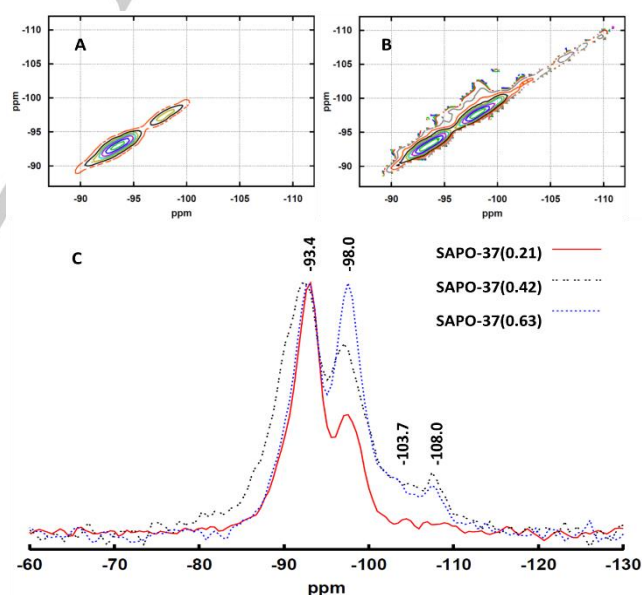 A
B
-110
-105
-100
-95
-90
ppm
-90 -95 -100 -105 -110
ppm
-110
-105
-100
-95
-90
ppm
-90 -95 -100 -105 -110
ppm
C
-93.4
-98.0
-103.7
-108.0
SAPO-37(0.21)
SAPO-37(0.42)
SAPO-37(0.63)
-60 -70 -80 -90 -100 -110 -120 -130
ppm